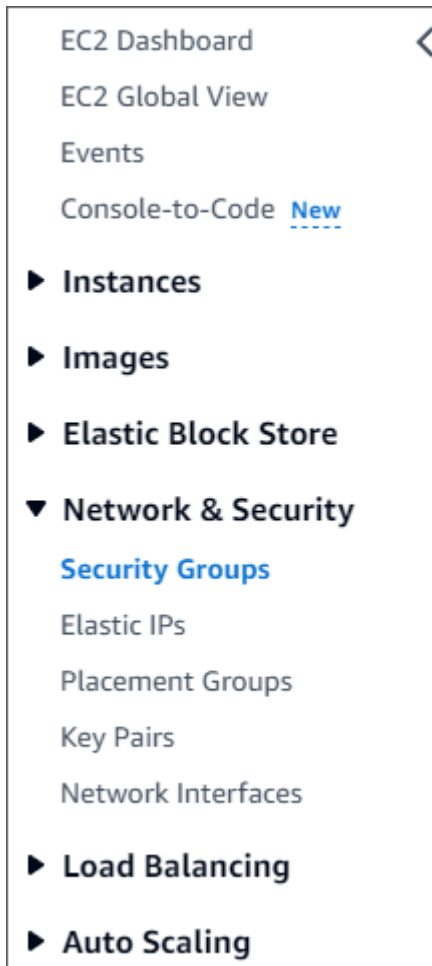 EC2 Dashboard
EC2 Global View
Events
Console-to-Code New
Instances
Images
Elastic Block Store
Network & Security
Security Groups
Elastic IPs
Placement Groups
Key Pairs
Network Interfaces
Load Balancing
Auto Scaling